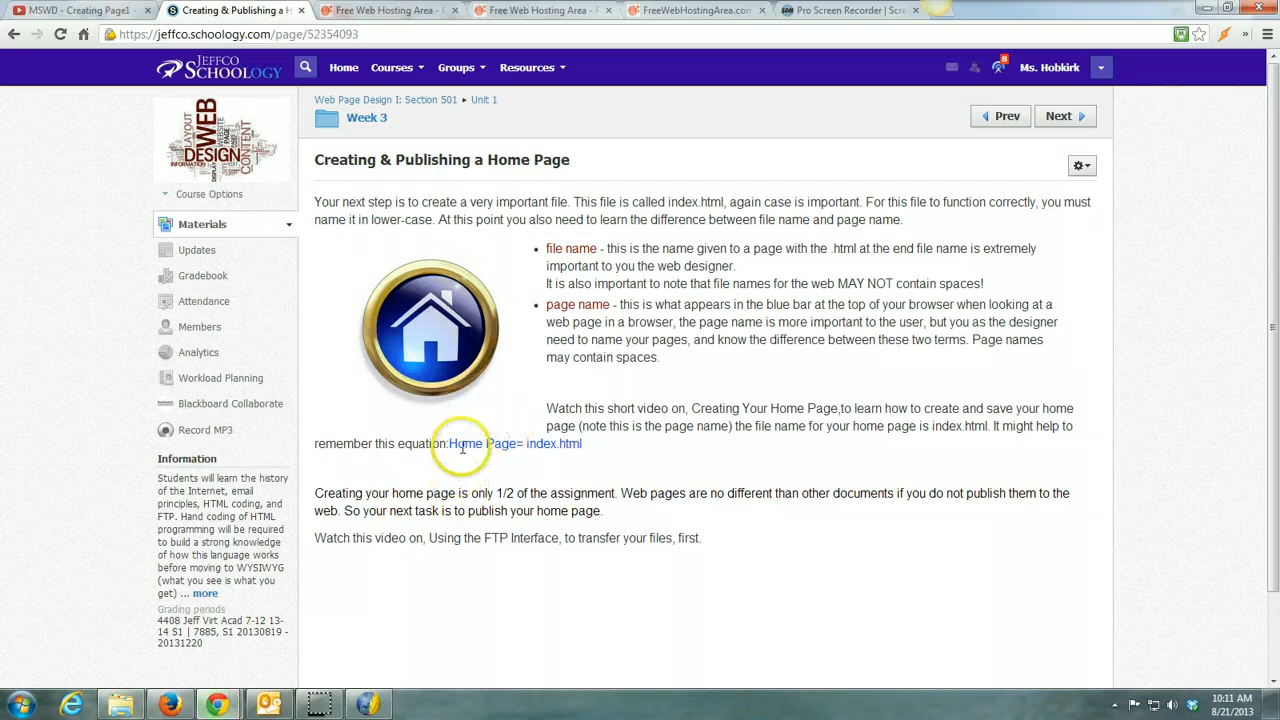 MSWD - Creating Page1
Creating & Publishing a H
Free Web Hosting Area -
Free Web Hosting Area -
FreeWebHostingArea.com
Pro Screen Recorder | Scre
https://jeffco.schoology.com/page/52354093
JEFFCO
SCHOOLOGY
Home
Courses
Groups
Resources
8
Ms. Hobkirk
Web Page Design I: Section 501 ▸ Unit 1
Week 3
Prev
Next
LAYOUT
WEB
DESIGN
CONTENT
INTERNET
INFORMATION
Creating & Publishing a Home Page
Course Options
Your next step is to create a very important file. This file is called index.html, again case is important. For this file to function correctly, you must
name it in lower-case. At this point you also need to learn the difference between file name and page name.
Materials
Updates
Gradebook
Attendance
Members
Analytics
Workload Planning
Blackboard Collaborate
Record MP3
• file name - this is the name given to a page with the .html at the end file name is extremely
important to you the web designer.
It is also important to note that file names for the web MAY NOT contain spaces!
• page name - this is what appears in the blue bar at the top of your browser when looking at a
web page in a browser, the page name is more important to the user, but you as the designer
need to name your pages, and know the difference between these two terms. Page names
may contain spaces.
Watch this short video on, Creating Your Home Page,to learn how to create and save your home
page (note this is the page name) the file name for your home page is index.html. It might help to
remember this equation:Home Page= index.html
Information
Students will learn the history
of the Internet, email
principles, HTML coding, and
FTP. Hand coding of HTML
programming will be required
to build a strong knowledge
of how this language works
before moving to WYSIWYG
(what you see is what you
get) ... more
Grading periods
4408 Jeff Virt Acad 7-12 13-
14 S1 | 7885, S1 20130819 -
20131220
Creating your home page is only 1/2 of the assignment. Web pages are no different than other documents if you do not publish them to the
web. So your next task is to publish your home page.
Watch this video on, Using the FTP Interface, to transfer your files, first.
10:11 AM
8/21/2013